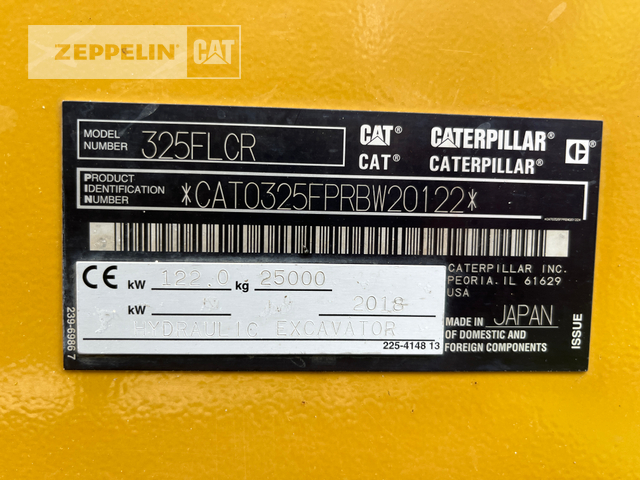 ZEPPELIN CAT
MODEL NUMBER 325FLCR
CAT® CATERPILLAR®
CAT® CATERPILLAR®
PRODUCT IDENTIFICATION NUMBER *CAT0325FPRBW20122*
CE kW 122.0 kg 25000
kW 2018
HYDRAULIC EXCAVATOR
225-4148 13
CATERPILLAR INC.
PEORIA, IL 61629
USA
MADE IN JAPAN
OF DOMESTIC AND
FOREIGN COMPONENTS
ISSUE
239-5986 7